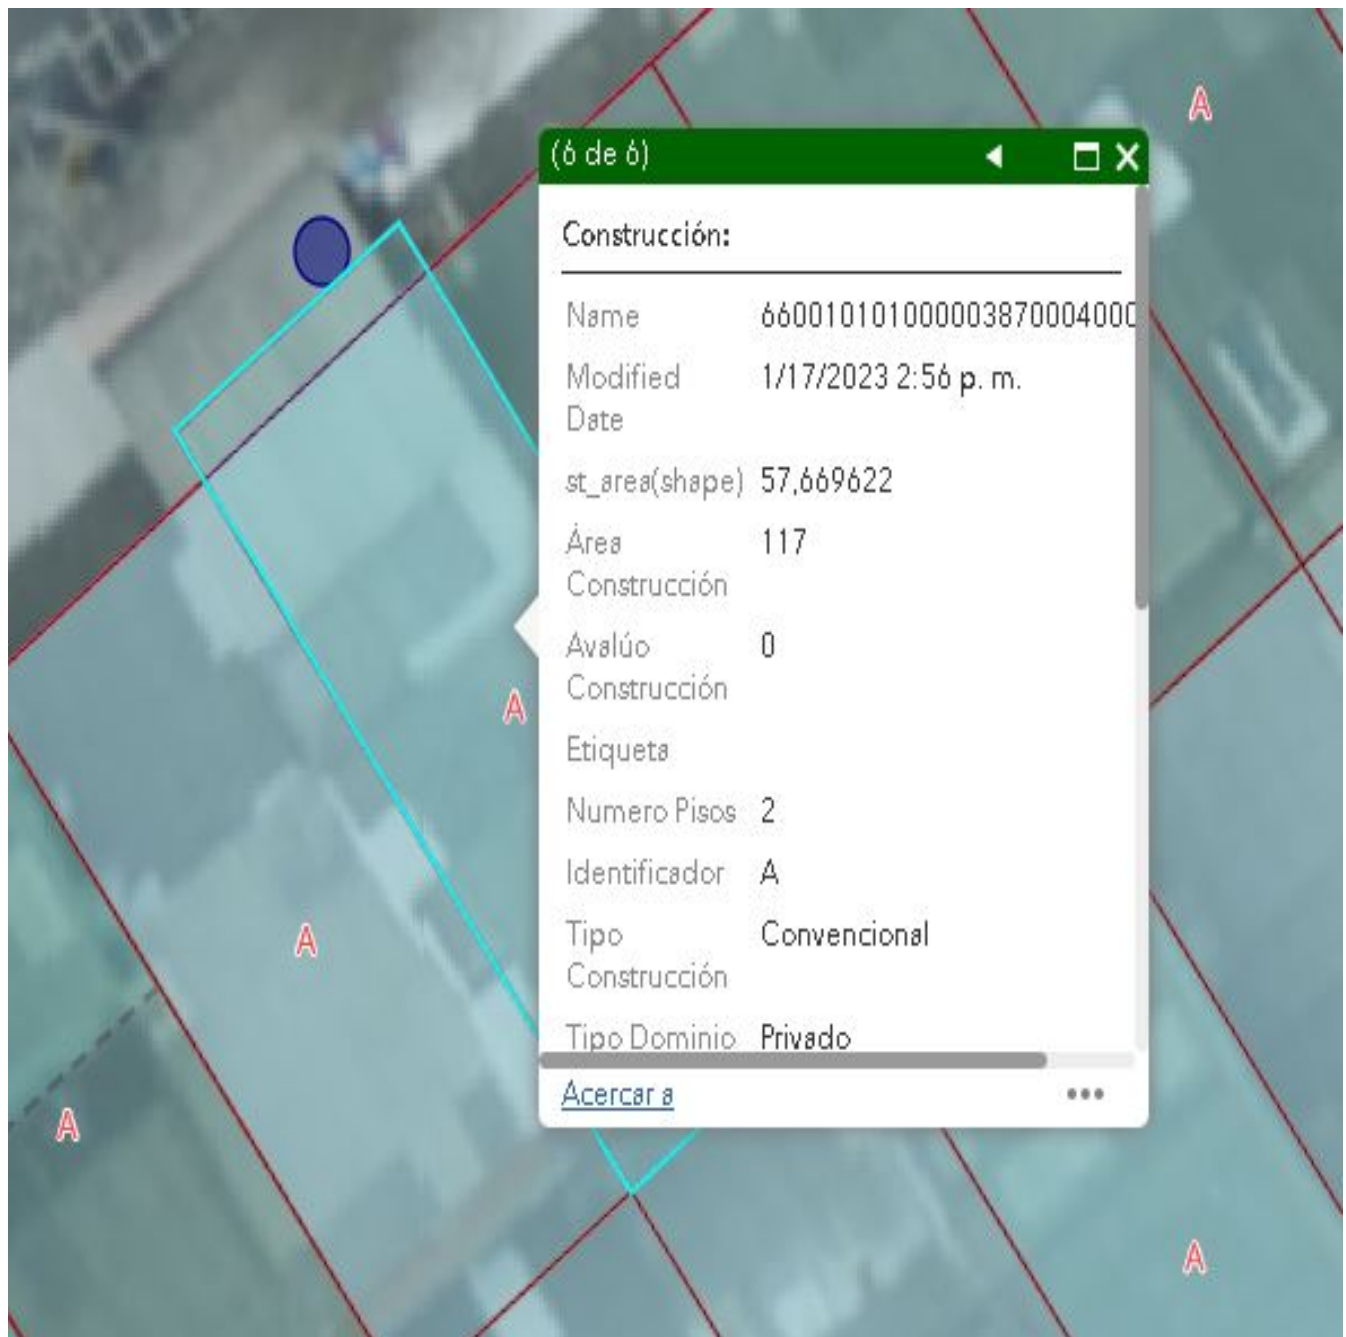 A
(6 de 6)
Construcción:
Name 660010101000003870004000
Modified Date 1/17/2023 2:56 p. m.
st_area(shape) 57,669622
Área Construcción 117
Avalúo Construcción 0
Etiqueta
Numero Pisos 2
Identificador A
Tipo Construcción Convencional
Tipo Dominio Privado
Acercar a
A
A
A
A